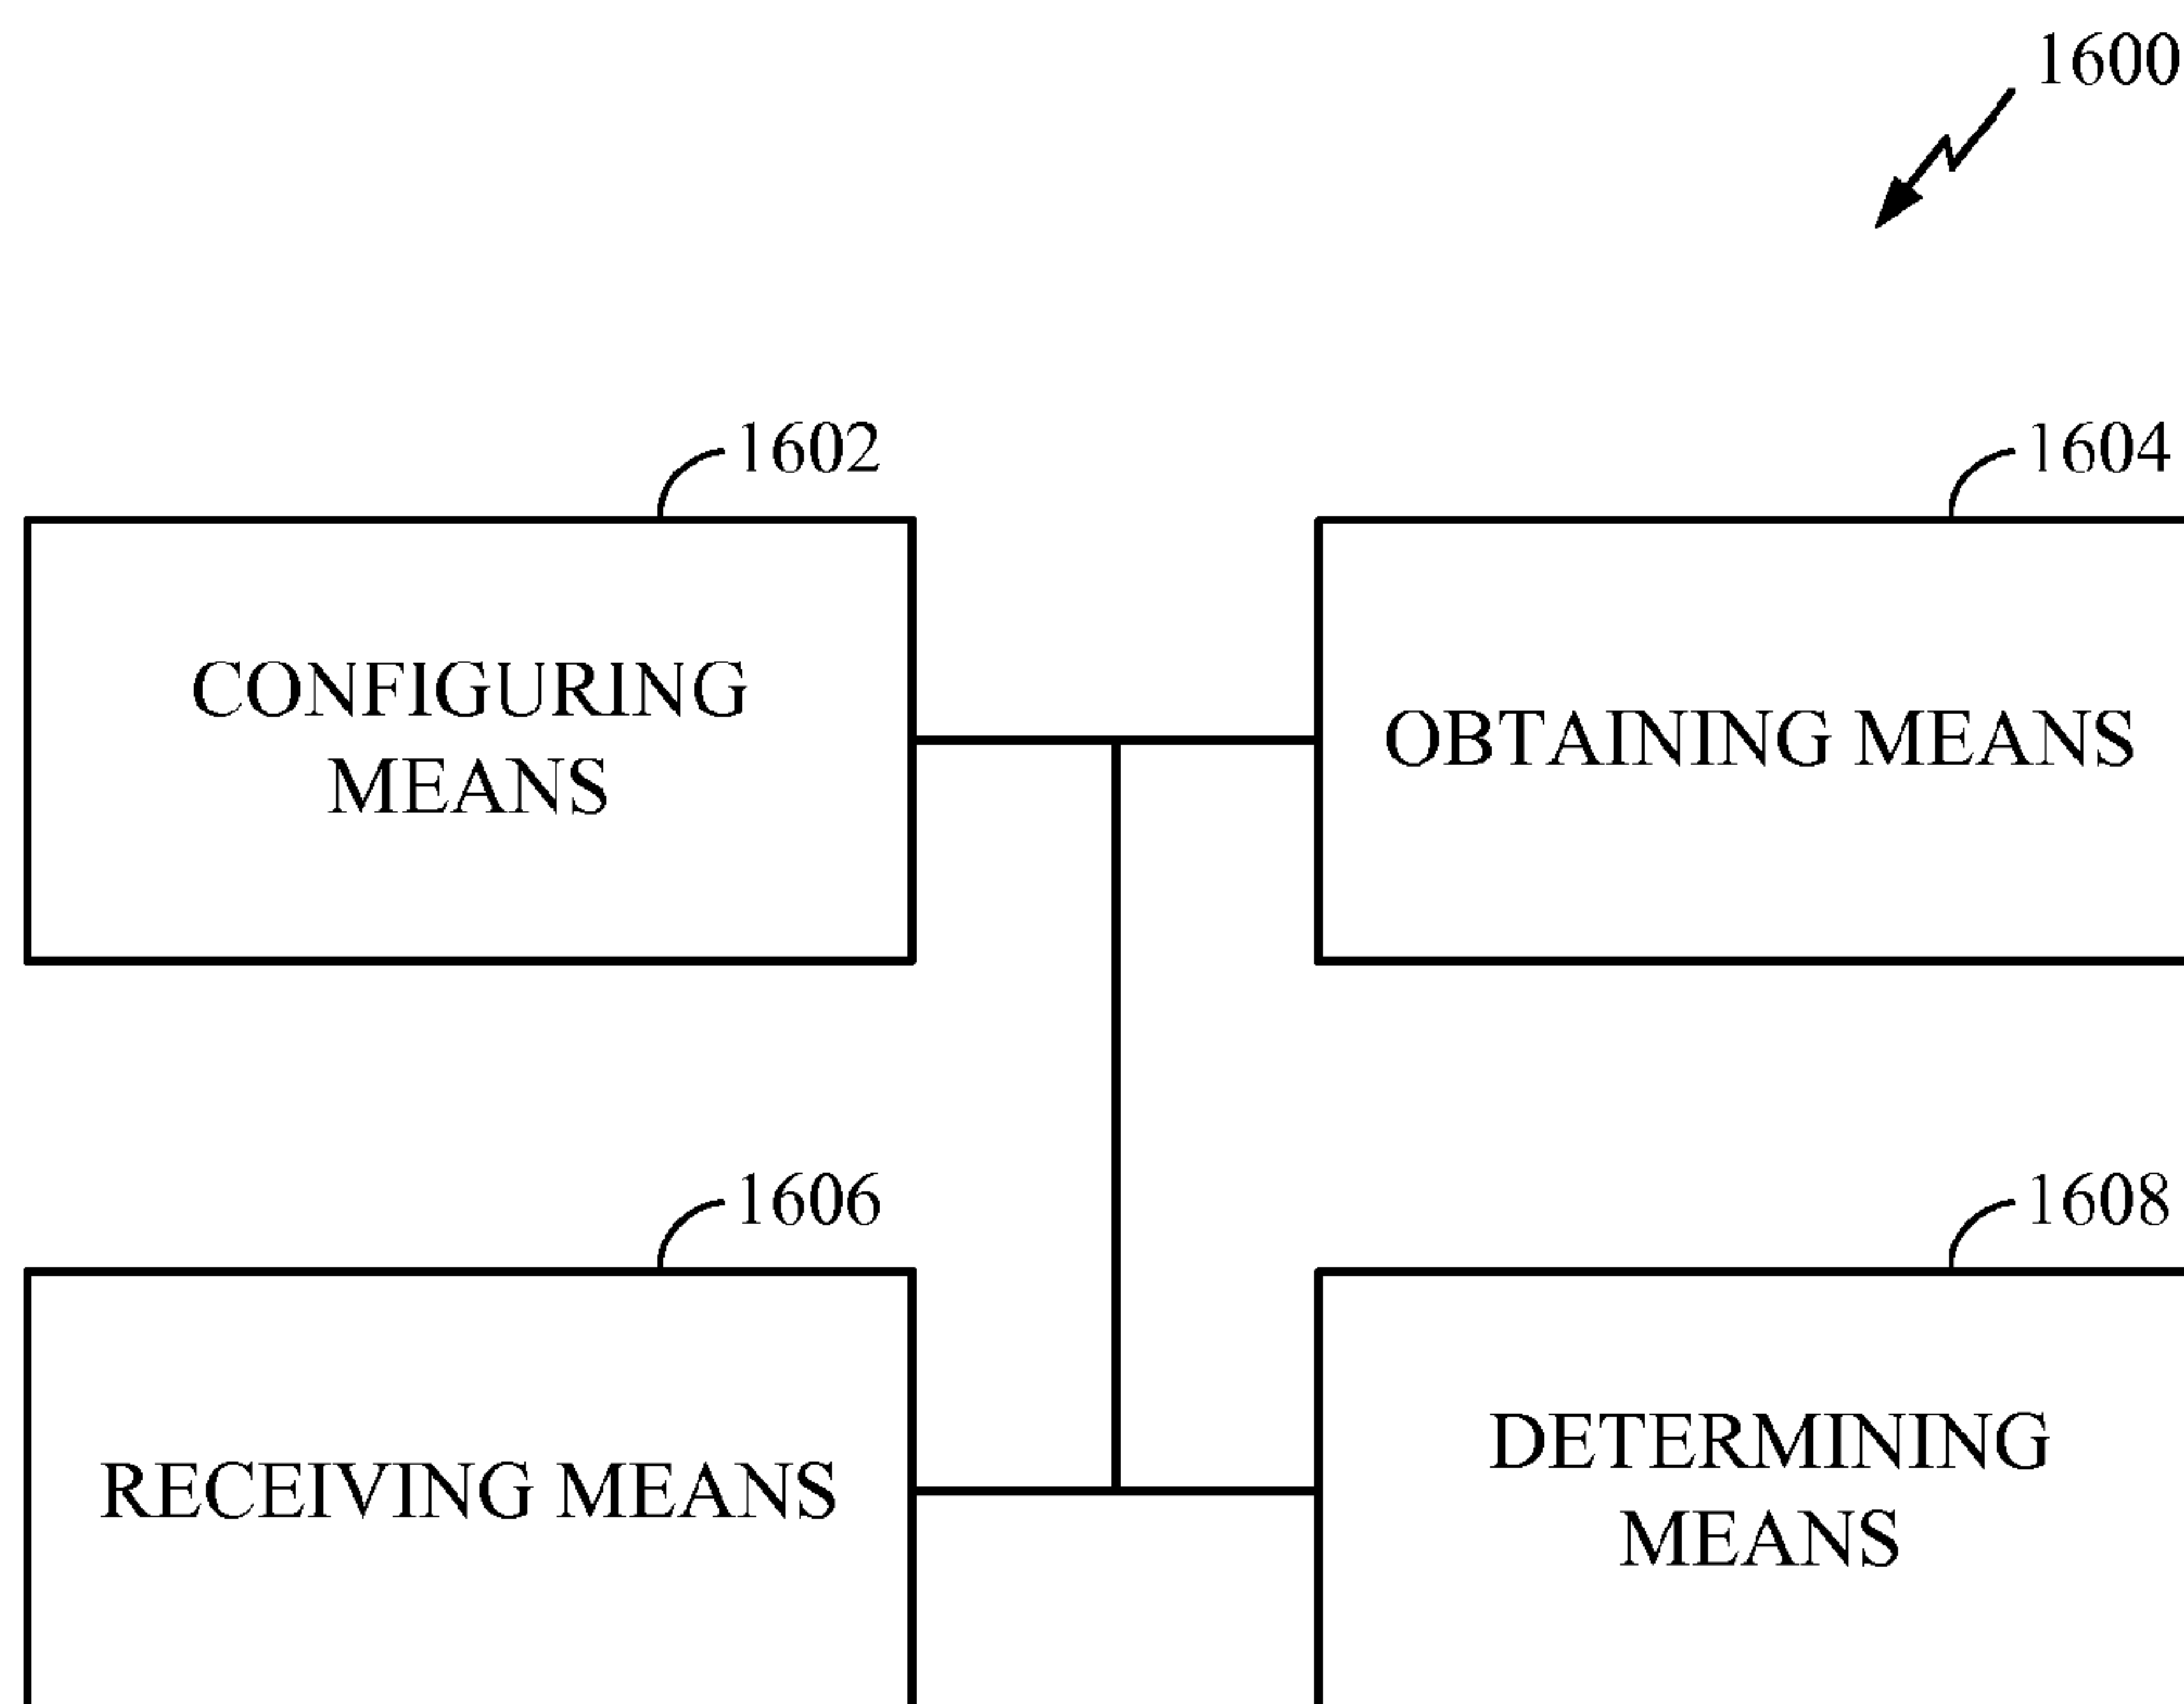 1600
1602
1604
CONFIGURING
MEANS
OBTAINING MEANS
1606
1608
RECEIVING MEANS
DETERMINING
MEANS